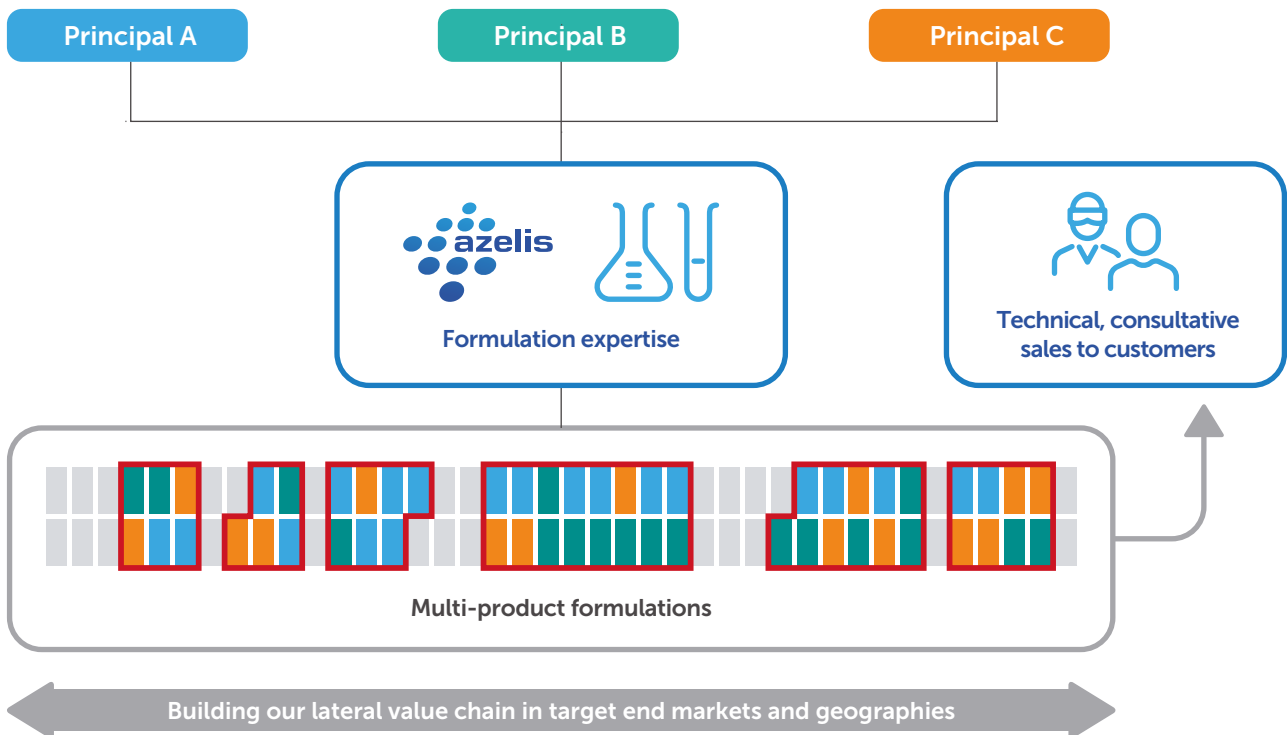 Principal A
Principal B
Principal C
azelis
Formulation expertise
Technical, consultative
sales to customers
Multi-product formulations
Building our lateral value chain in target end markets and geographies